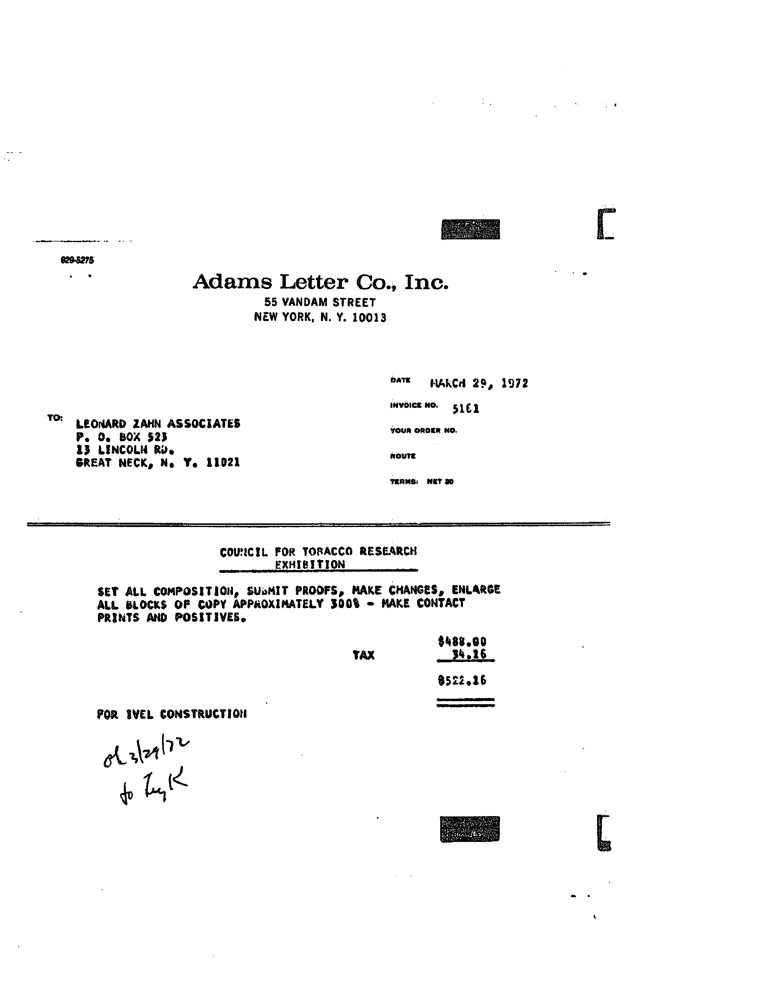 629-5275
Adams Letter Co., Inc.
55 VANDAM STREET
NEW YORK, N. Y. 10013
DATE MARCH 29, 1972
INVOICE NO. 5161
YOUR ORDER NO.
ROUTE
TERMS: NET 30
TO:
LEONARD ZAHN ASSOCIATES
P. O. BOX 523
13 LINCOLN RD.
GREAT NECK, N. Y. 11021
COUNCIL FOR TOBACCO RESEARCH
EXHIBITION
SET ALL COMPOSITION, SUBMIT PROOFS, MAKE CHANGES, ENLARGE
ALL BLOCKS OF COPY APPROXIMATELY 300% - MAKE CONTACT
PRINTS AND POSITIVES.
$488.00
TAX 34.16
$522.16
FOR IVEL CONSTRUCTION
ok 3/29/72
to